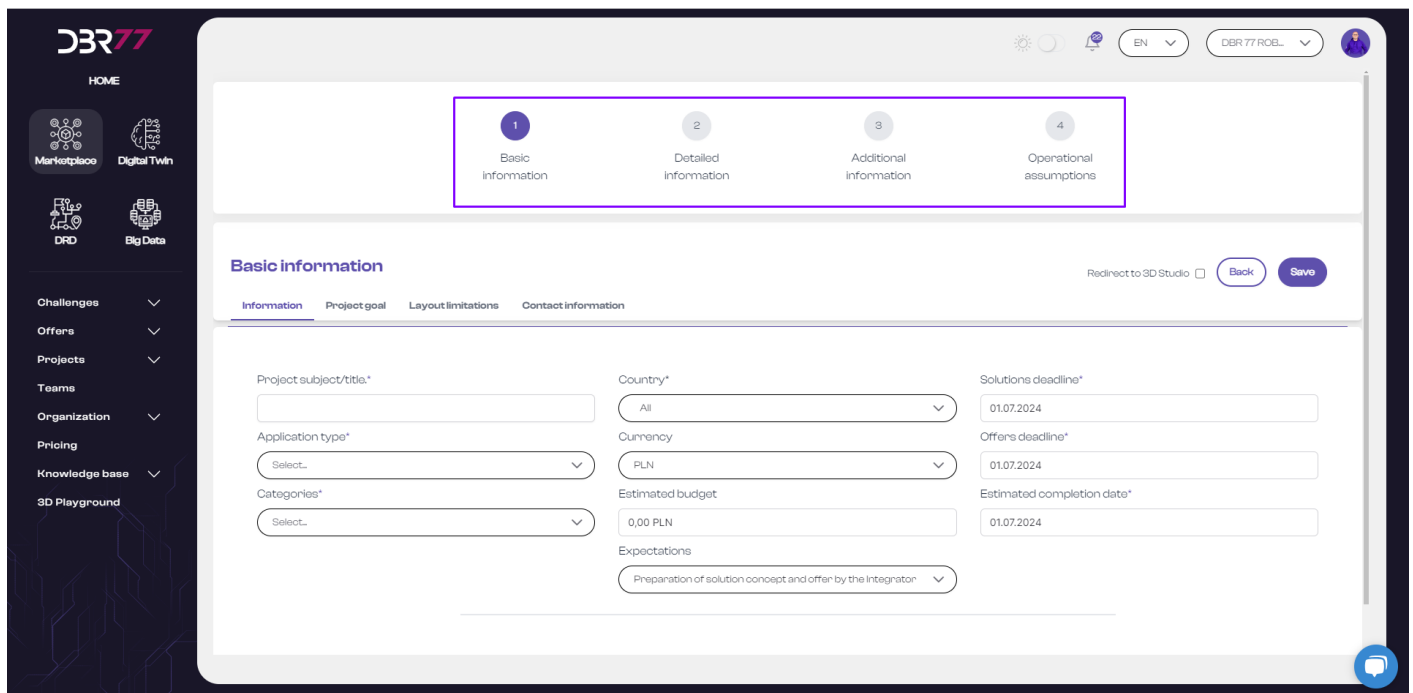 DBR77
HOME
Marketplace
Digital Twin
DRD
Big Data
Challenges
Offers
Projects
Teams
Organization
Pricing
Knowledge base
3D Playground
22
EN
DBR 77 ROB...
1
Basic
information
2
Detailed
information
3
Additional
information
4
Operational
assumptions
Basic information
Redirect to 3D Studio
Back
Save
Information
Project goal
Layout limitations
Contact information
Project subject/title.*
Application type*
Select...
Categories*
Select...
Country*
All
Currency
PLN
Estimated budget
0,00 PLN
Expectations
Preparation of solution concept and offer by the Integrator
Solutions deadline*
01.07.2024
Offers deadline*
01.07.2024
Estimated completion date*
01.07.2024